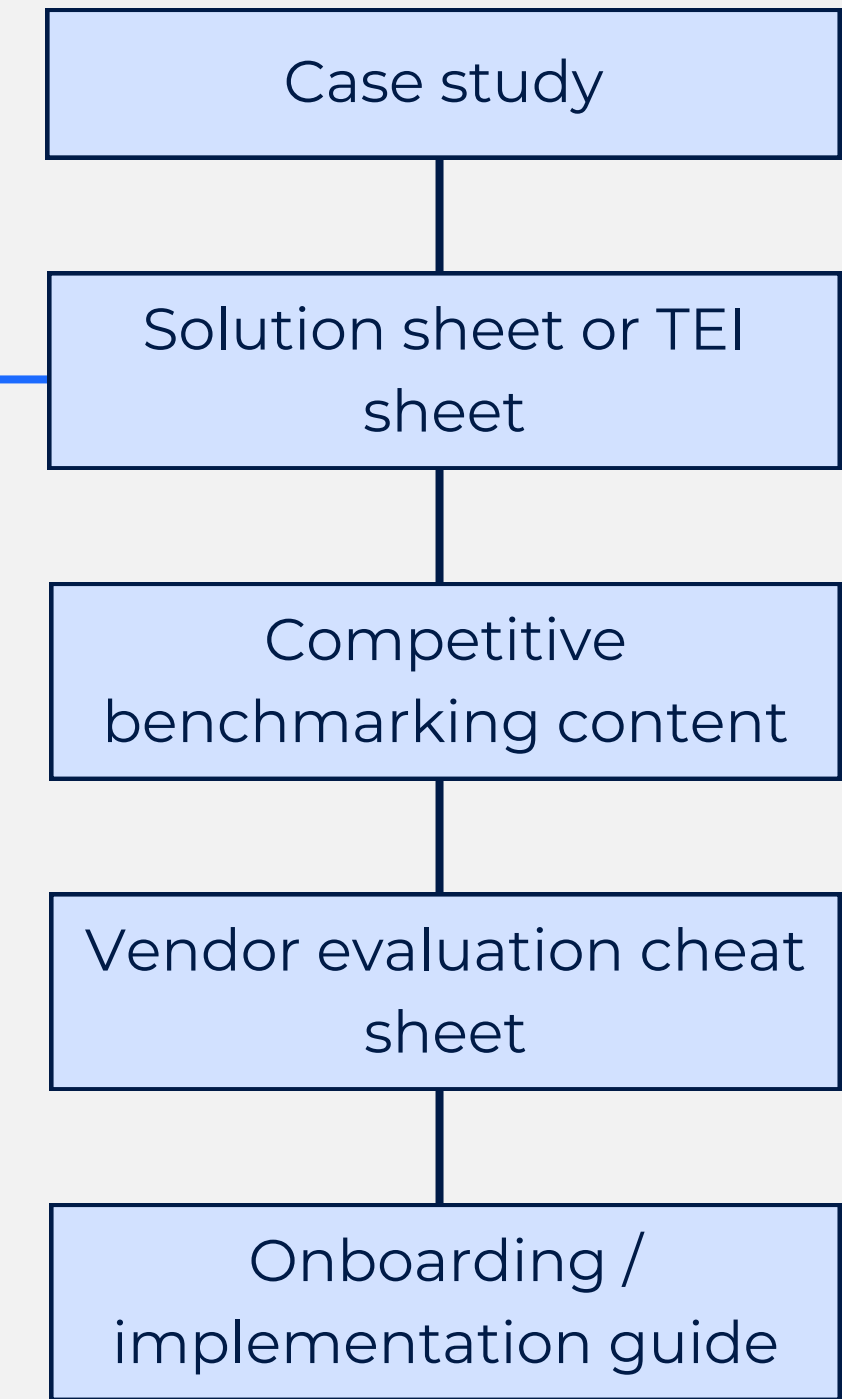 Case study
Solution sheet or TEI
sheet
Competitive
benchmarking content
Vendor evaluation cheat
sheet
Onboarding /
implementation guide